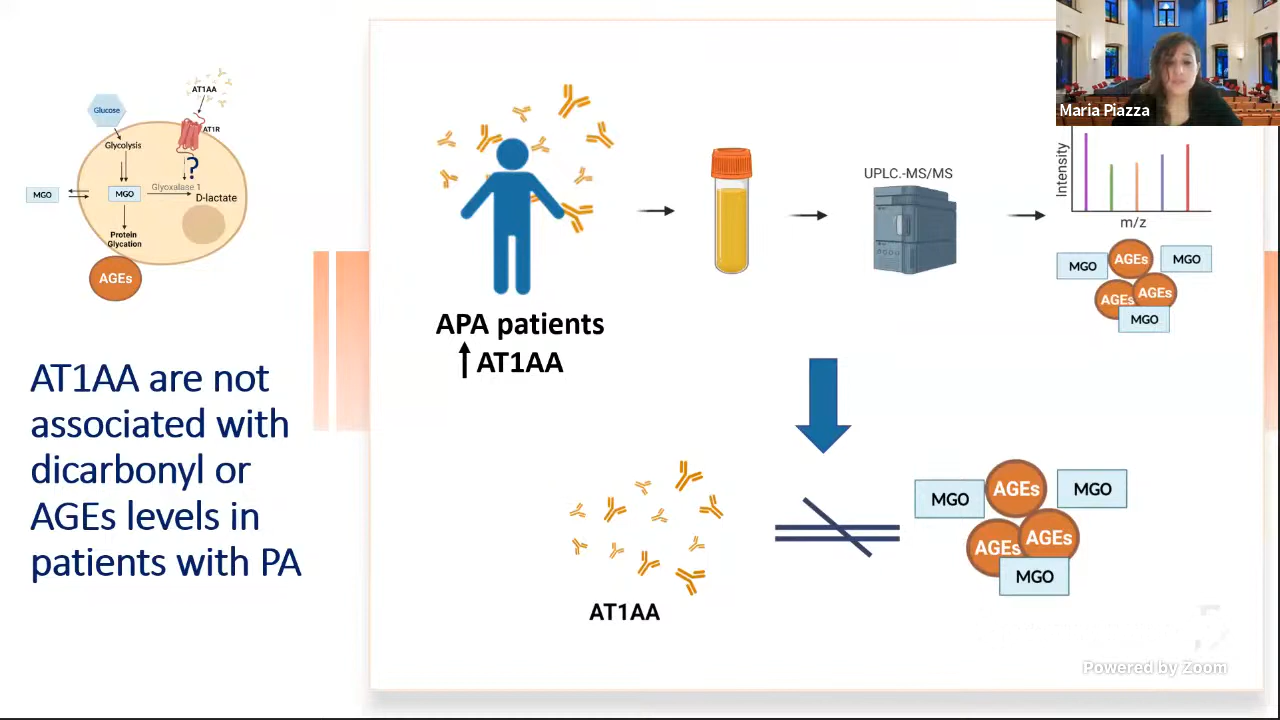 AT1AA
Glucose
AT1R
Glycolysis
?
MGO
MGO
Glyoxalase 1
D-lactate
Protein
Glycation
AGEs
AT1AA are not
associated with
dicarbonyl or
AGEs levels in
patients with PA
APA patients
AT1AA
UPLC.-MS/MS
Maria Piazza
Intensity
m/z
MGO
AGEs
MGO
AGEs
AGEs
MGO
AT1AA
MGO
AGEs
MGO
AGEs
AGEs
MGO
Powered by Zoom